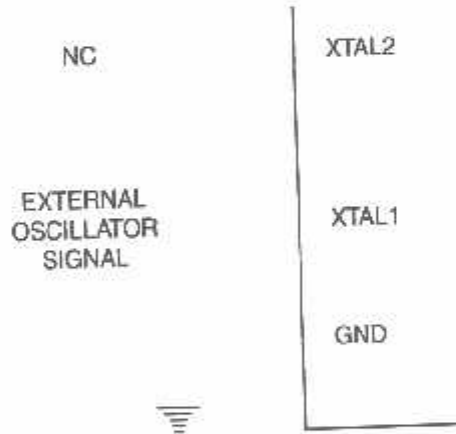 NC
XTAL2
EXTERNAL
OSCILLATOR
SIGNAL
XTAL1
GND